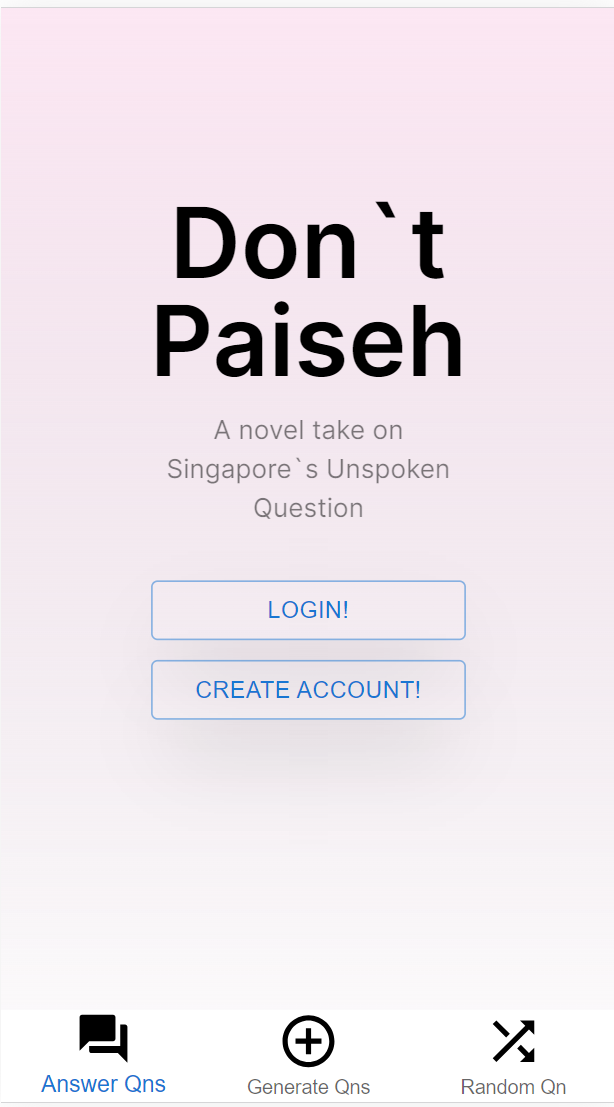 Don`t
Paiseh
A novel take on
Singapore`s Unspoken
Question
LOGIN!
CREATE ACCOUNT!
Answer Qns
Generate Qns
Random Qn